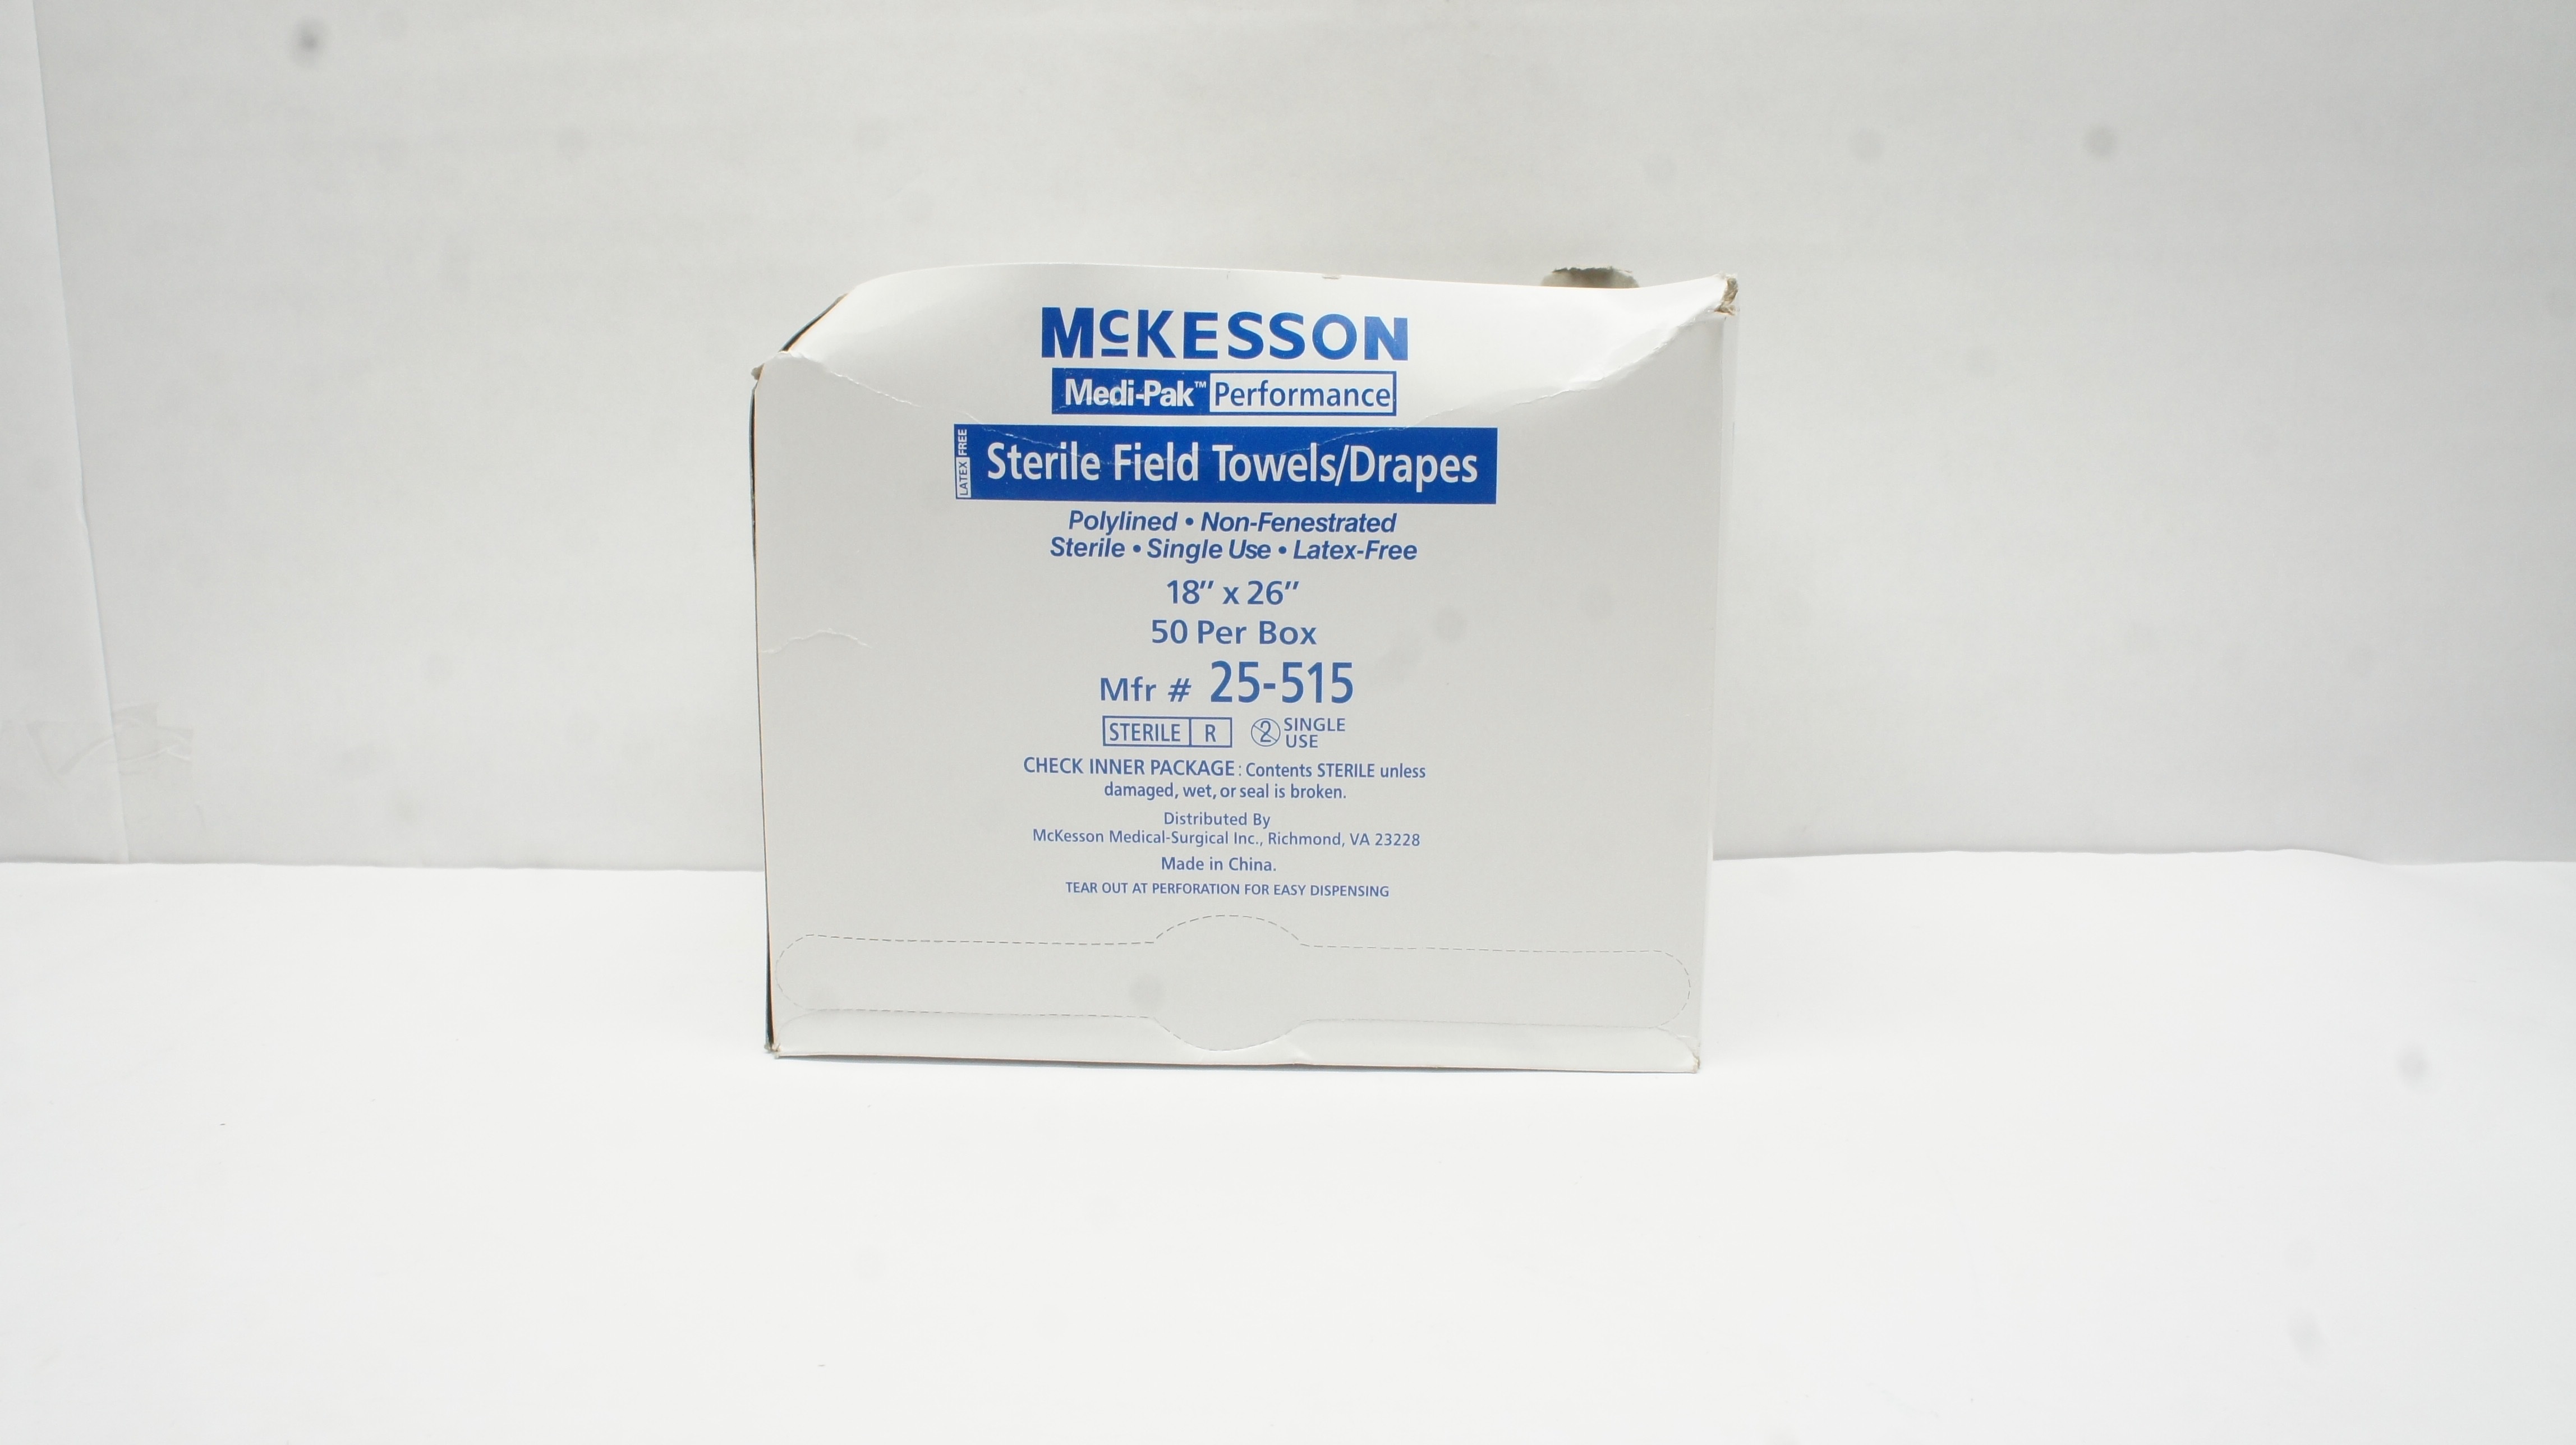 McKESSON
Medi-Pak™ Performance
LATEX FREE
Sterile Field Towels/Drapes
Polylined • Non-Fenestrated
Sterile • Single Use • Latex-Free
18" x 26"
50 Per Box
Mfr # 25-515
STERILE R
2 SINGLE
USE
CHECK INNER PACKAGE: Contents STERILE unless
damaged, wet, or seal is broken.
Distributed By
McKesson Medical-Surgical Inc., Richmond, VA 23228
Made in China.
TEAR OUT AT PERFORATION FOR EASY DISPENSING